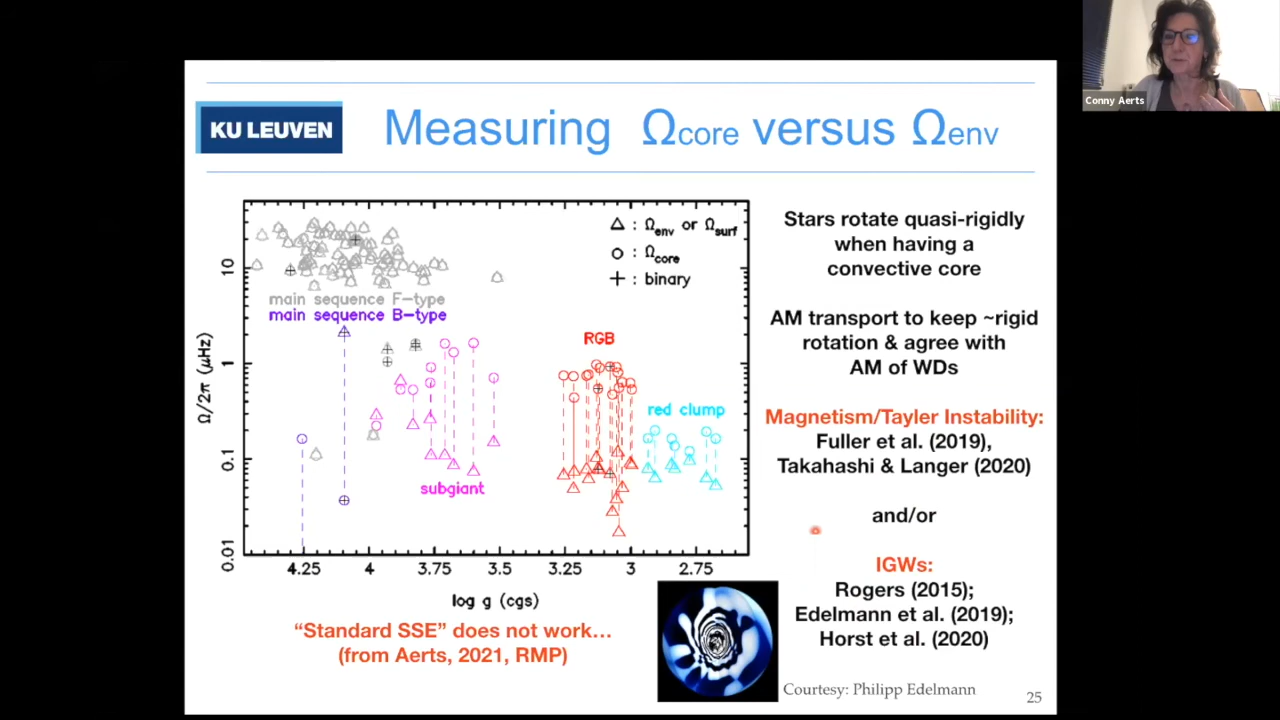 Conny Aerts
KU LEUVEN
Measuring Ωcore versus Ωenv
△ : Ωenv or Ωsurf
○ : Ωcore
+ : binary
main sequence F-type
main sequence B-type
RGB
red clump
subgiant
Ω/2π (μHz)
10
1
0.1
0.01
4.25 4 3.75 3.5 3.25 3 2.75
log g (cgs)
“Standard SSE” does not work...
(from Aerts, 2021, RMP)
Stars rotate quasi-rigidly
when having a
convective core
AM transport to keep ~rigid
rotation & agree with
AM of WDs
Magnetism/Tayler Instability:
Fuller et al. (2019),
Takahashi & Langer (2020)
and/or
IGWs:
Rogers (2015);
Edelmann et al. (2019);
Horst et al. (2020)
Courtesy: Philipp Edelmann
25